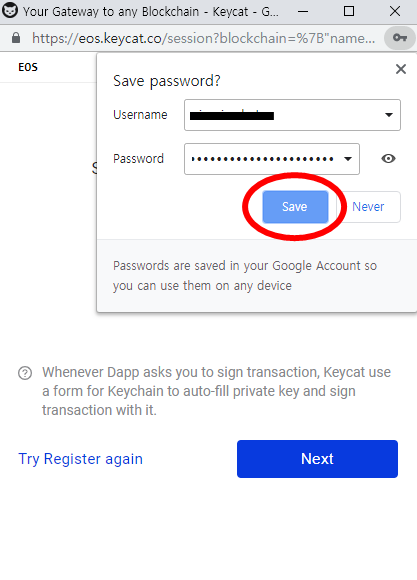 Your Gateway to any Blockchain - Keycat - G...
https://eos.keycat.co/session?blockchain=%7B"name...
EOS
Save password?
Username
Password
••••••••••••••••••••••
Save
Never
Passwords are saved in your Google Account so
you can use them on any device
Whenever Dapp asks you to sign transaction, Keycat use
a form for Keychain to auto-fill private key and sign
transaction with it.
Try Register again
Next